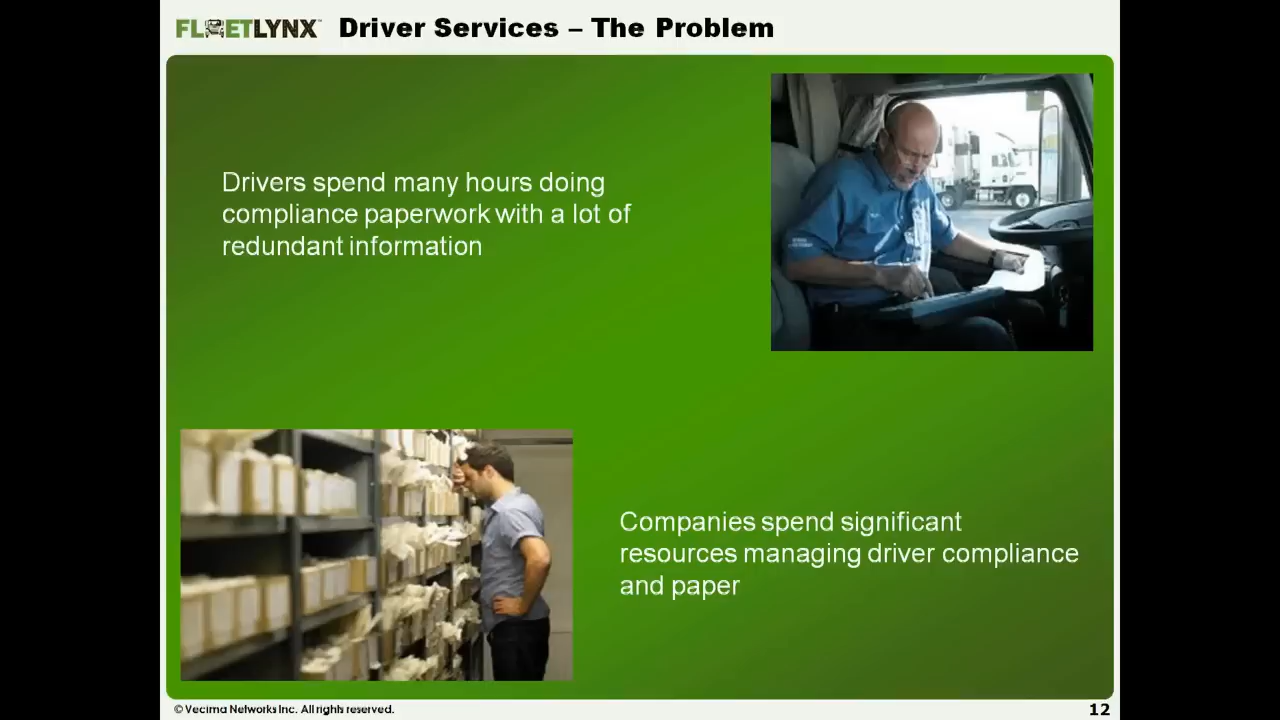 FLEETLYNX™ Driver Services – The Problem
Drivers spend many hours doing
compliance paperwork with a lot of
redundant information
Companies spend significant
resources managing driver compliance
and paper
© Vecima Networks Inc. All rights reserved.
12